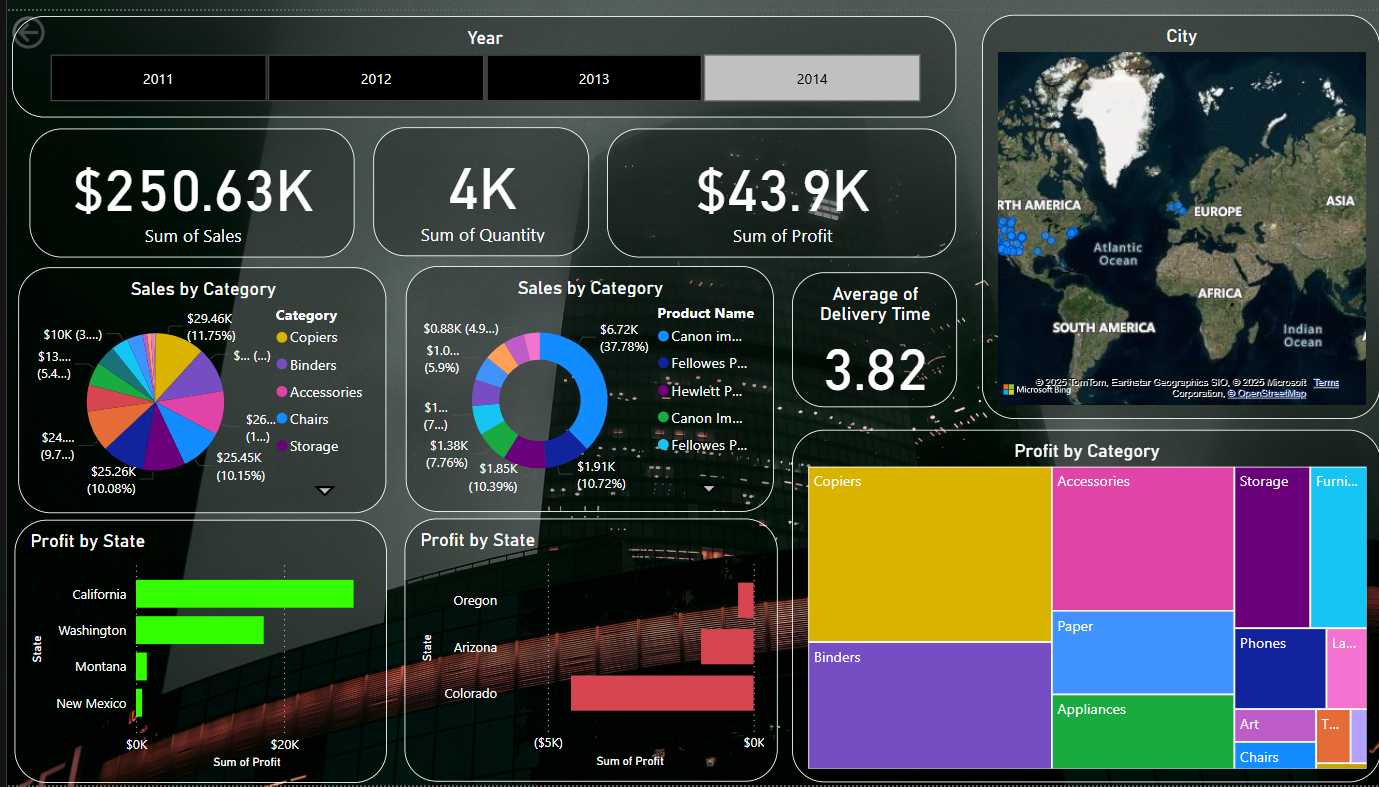 Year
2011
2012
2013
2014
City
RTH AMERICA
EUROPE
ASIA
Atlantic
Ocean
AFRICA
SOUTH AMERICA
Indian
Ocean
© 2025 TomTom, Earthstar Geographics SIO, © 2025 Microsoft Terms
Microsoft Bing
Corporation, © OpenStreetMap
$250.63K
Sum of Sales
4K
Sum of Quantity
$43.9K
Sum of Profit
Sales by Category
$29.46K
(11.75%)
$... (...)
26...
(1...)
$25.45K
(10.15%)
$25.26K
(10.08%)
$24....
(9.7...)
$13....
(5.4...)
$10K (3....)
Category
Copiers
Binders
Accessories
Chairs
Storage
Sales by Category
$6.72K
(37.78%)
$1.91K
(10.72%)
$1.85K
(10.39%)
$1.38K
(7.76%)
$1...
(7...)
$1.0...
(5.9%)
$0.88K (4.9...)
Product Name
Canon im...
Fellowes P...
Hewlett P...
Canon Im...
Fellowes P...
Average of
Delivery Time
3.82
Profit by State
State
California
Washington
Montana
New Mexico
$0K
$20K
Sum of Profit
Profit by State
State
Oregon
Arizona
Colorado
($5K)
$0K
Sum of Profit
Profit by Category
Copiers
Binders
Accessories
Paper
Appliances
Storage
Furni...
Phones
La...
Art
T...
Chairs